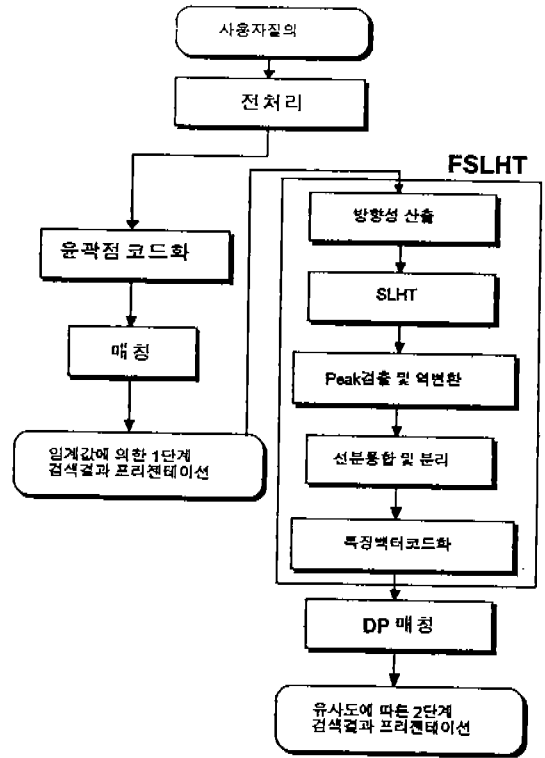 사용자질의
전처리
윤곽점 코드화
매칭
임계값에 의한 1단계
검색결과 프리젠테이션
FSLHT
방향성 산출
SLHT
Peak검출 및 역변환
선분통합 및 분리
특징백터코드화
DP 매칭
유사도에 따른 2단계
검색결과 프리젠테이션